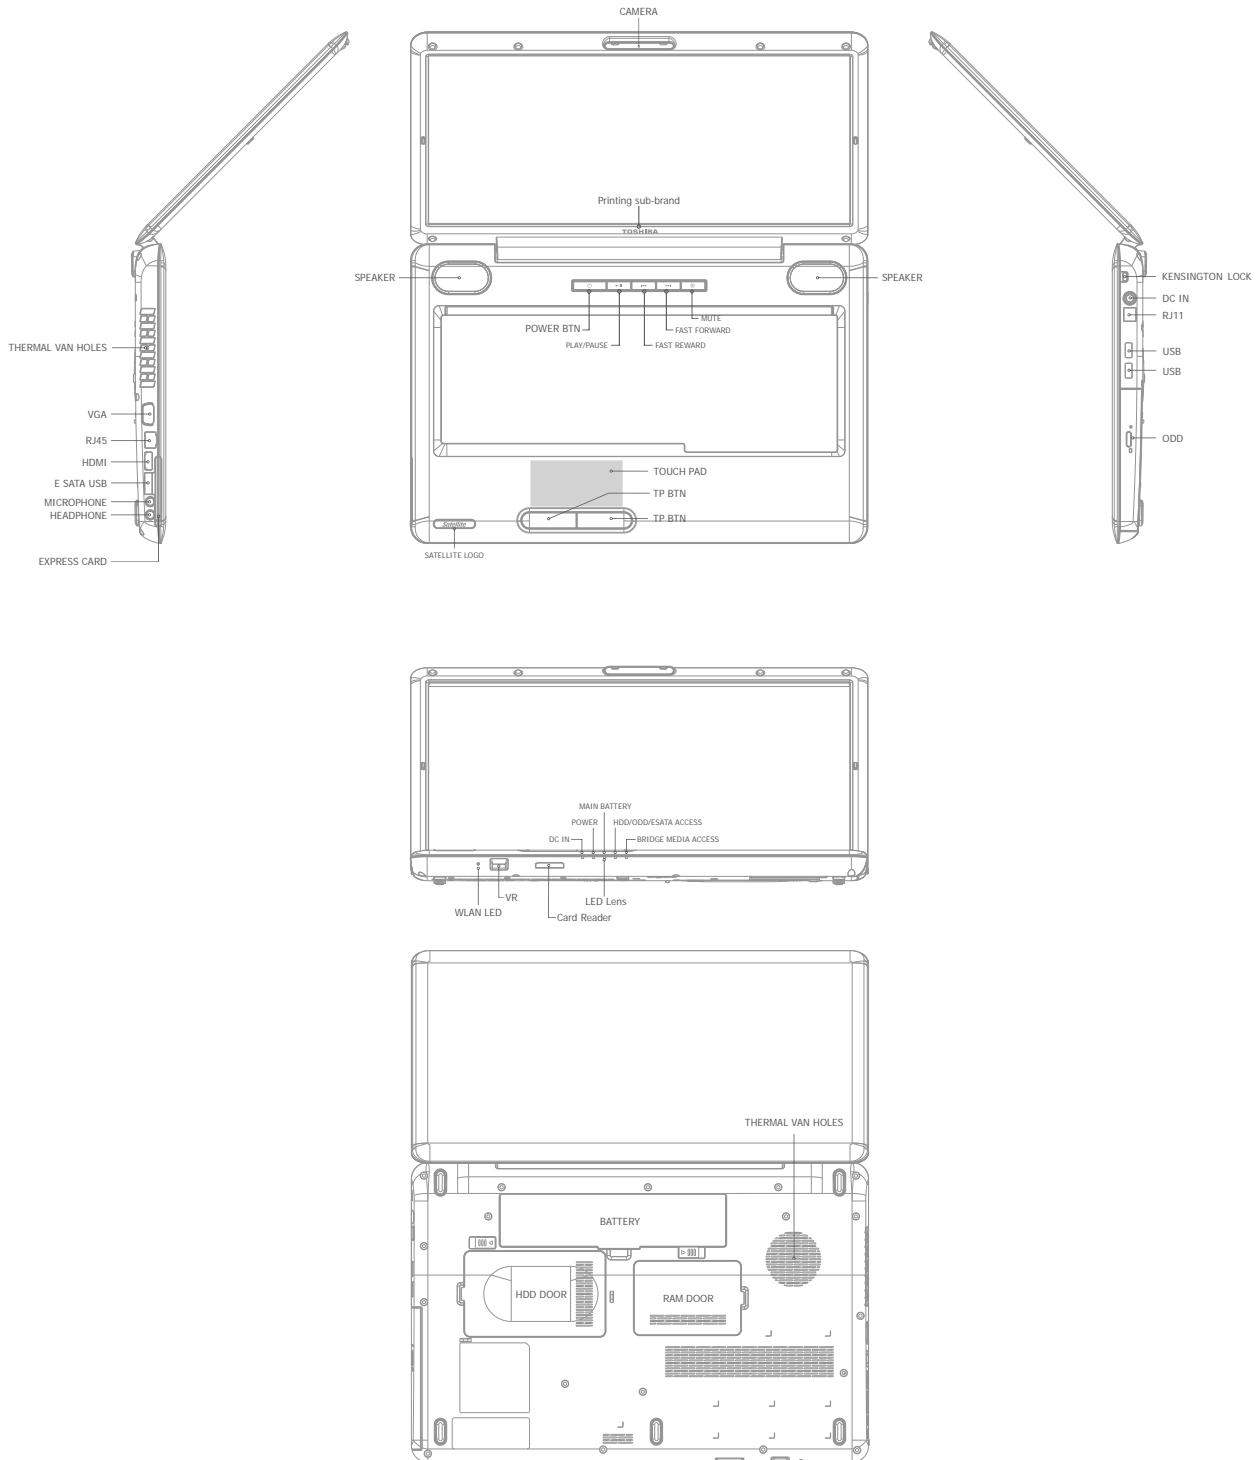 CAMERA
Printing sub-brand
TOSHIBA
SPEAKER
SPEAKER
POWER BTN
MUTE
FAST FORWARD
PLAY/PAUSE
FAST REWARD
THERMAL VAN HOLES
VGA
RJ45
HDMI
E SATA USB
MICROPHONE
HEADPHONE
EXPRESS CARD
TOUCH PAD
TP BTN
TP BTN
Satellite
SATELLITE LOGO
KENSINGTON LOCK
DC IN
RJ11
USB
USB
ODD
MAIN BATTERY
POWER
HDD/ODD/ESATA ACCESS
DC IN
BRIDGE MEDIA ACCESS
VR
LED Lens
WLAN LED
Card Reader
THERMAL VAN HOLES
BATTERY
HDD DOOR
RAM DOOR